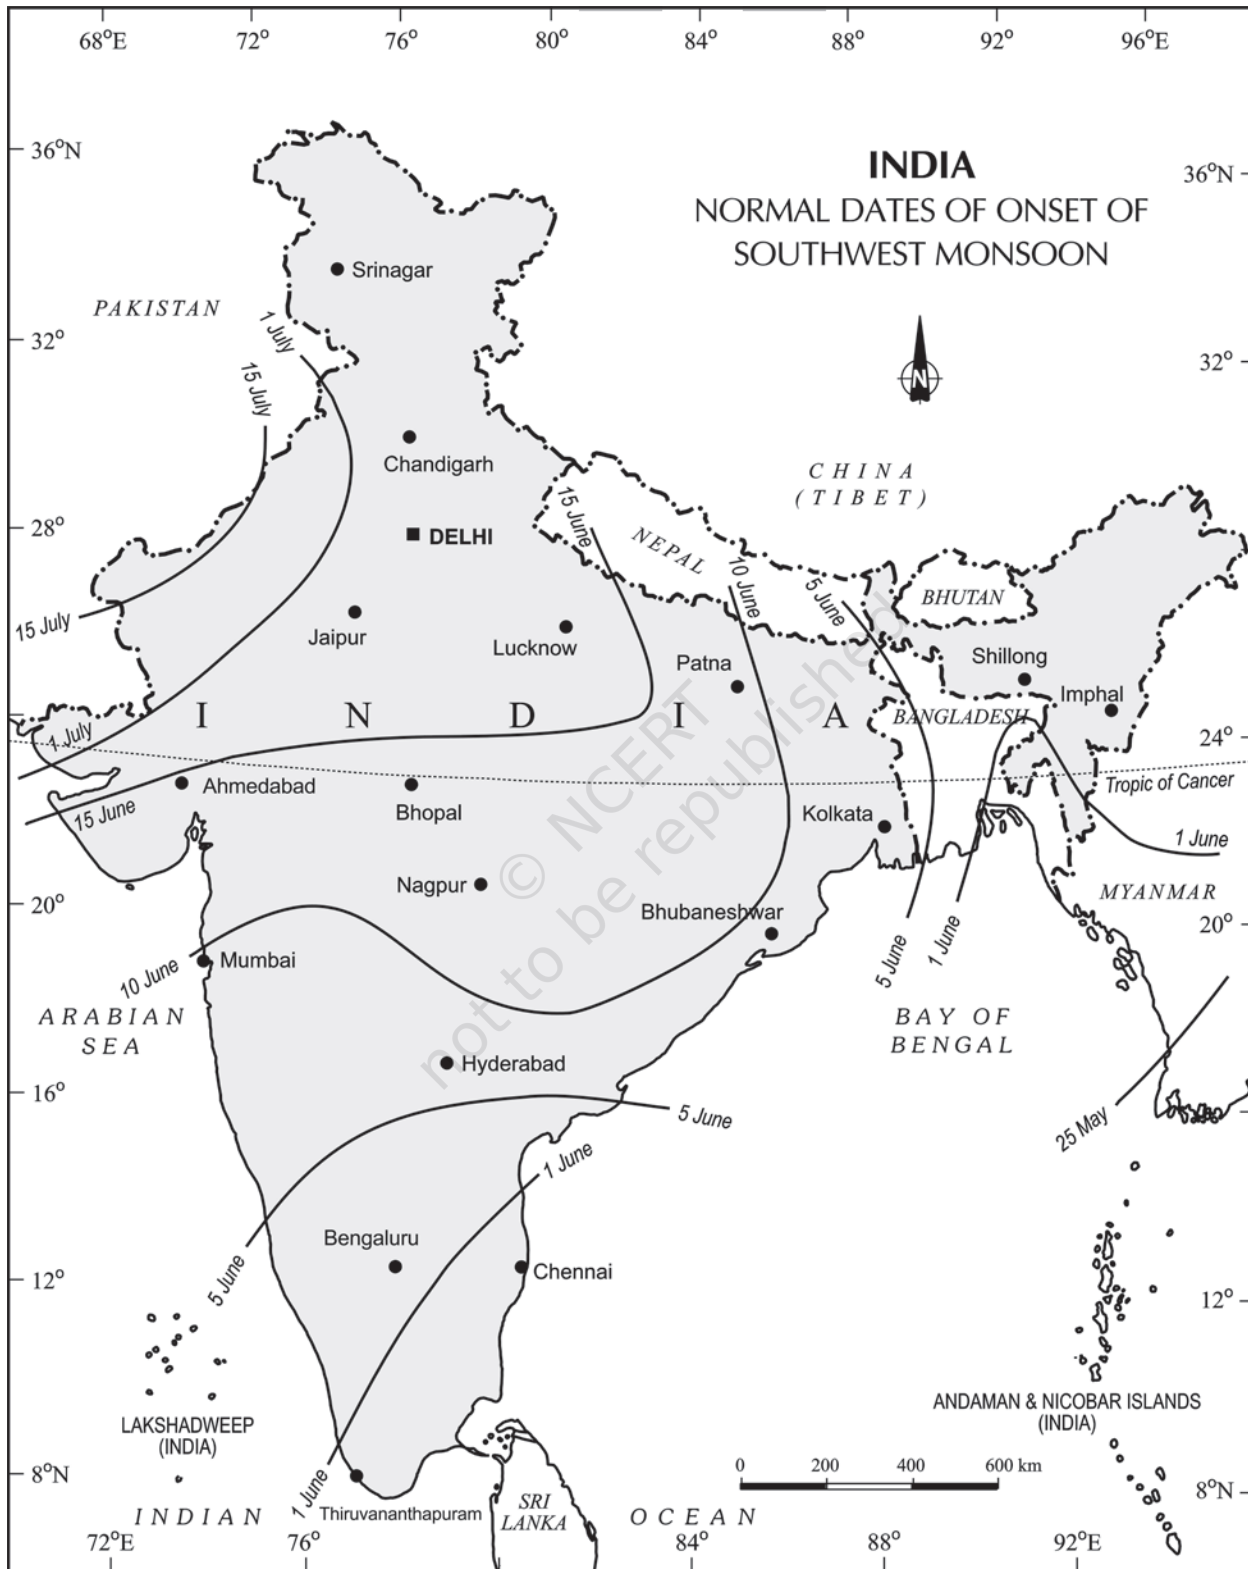 68°E 72° 76° 80° 84° 88° 92° 96°E
36°N
36°N
INDIA
NORMAL DATES OF ONSET OF
SOUTHWEST MONSOON
Srinagar
PAKISTAN
1 July
32°
32°
15 July
N
Chandigarh
CHINA
(TIBET)
15 June
28°
DELHI
NEPAL
10 June
5 June
BHUTAN
15 July
Jaipur
Lucknow
Patna
Shillong
Imphal
I N D I A
BANGLADESH
1 July
24°
Ahmedabad
Tropic of Cancer
15 June
Bhopal
Kolkata
1 June
© NCERT
not to be republished
Nagpur
MYANMAR
20°
20°
Bhubaneshwar
1 June
5 June
10 June
Mumbai
ARABIAN
SEA
BAY OF
BENGAL
Hyderabad
16°
5 June
25 May
1 June
Bengaluru
5 June
Chennai
12°
12°
LAKSHADWEEP
(INDIA)
ANDAMAN & NICOBAR ISLANDS
(INDIA)
8°N
0 200 400 600 km
8°N
1 June
Thiruvananthapuram
SRI
LANKA
INDIAN OCEAN
72°E 76° 84° 88° 92°E